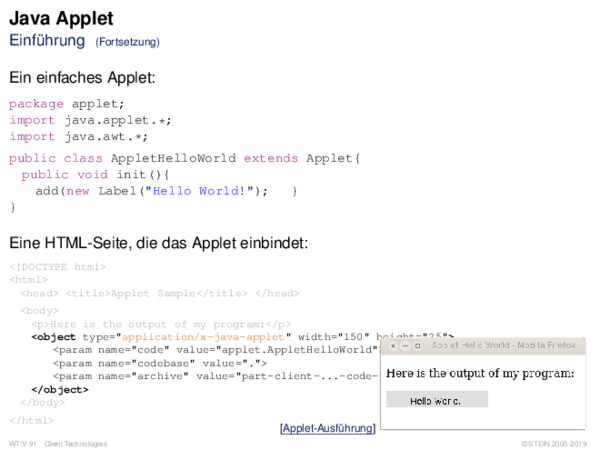 Java Applet
Einführung (Fortsetzung)
Ein einfaches Applet:
package applet;
import java.applet.*;
import java.awt.*;
public class AppletHelloWorld extends Applet{
public void init(){
add(new Label("Hello World!"); }
}
Eine HTML-Seite, die das Applet einbindet:
<!DOCTYPE html>
<html>
<head> <title>Applet Sample</title> </head>
<body>
<p>Here is the output of my program:</p>
<object type="application/x-java-applet" width="150" height="25">
<param name="code" value="applet.AppletHelloWorld"
<param name="codebase" value=".">
<param name="archive" value="part-client-...-code-
</object>
</body>
</html>
Applet Hello World - Mozilla Firefox
Here is the output of my program:
Hello World.
[Applet-Ausführung]
WT:V-91 Client Technologies
© STEIN 2005-2019